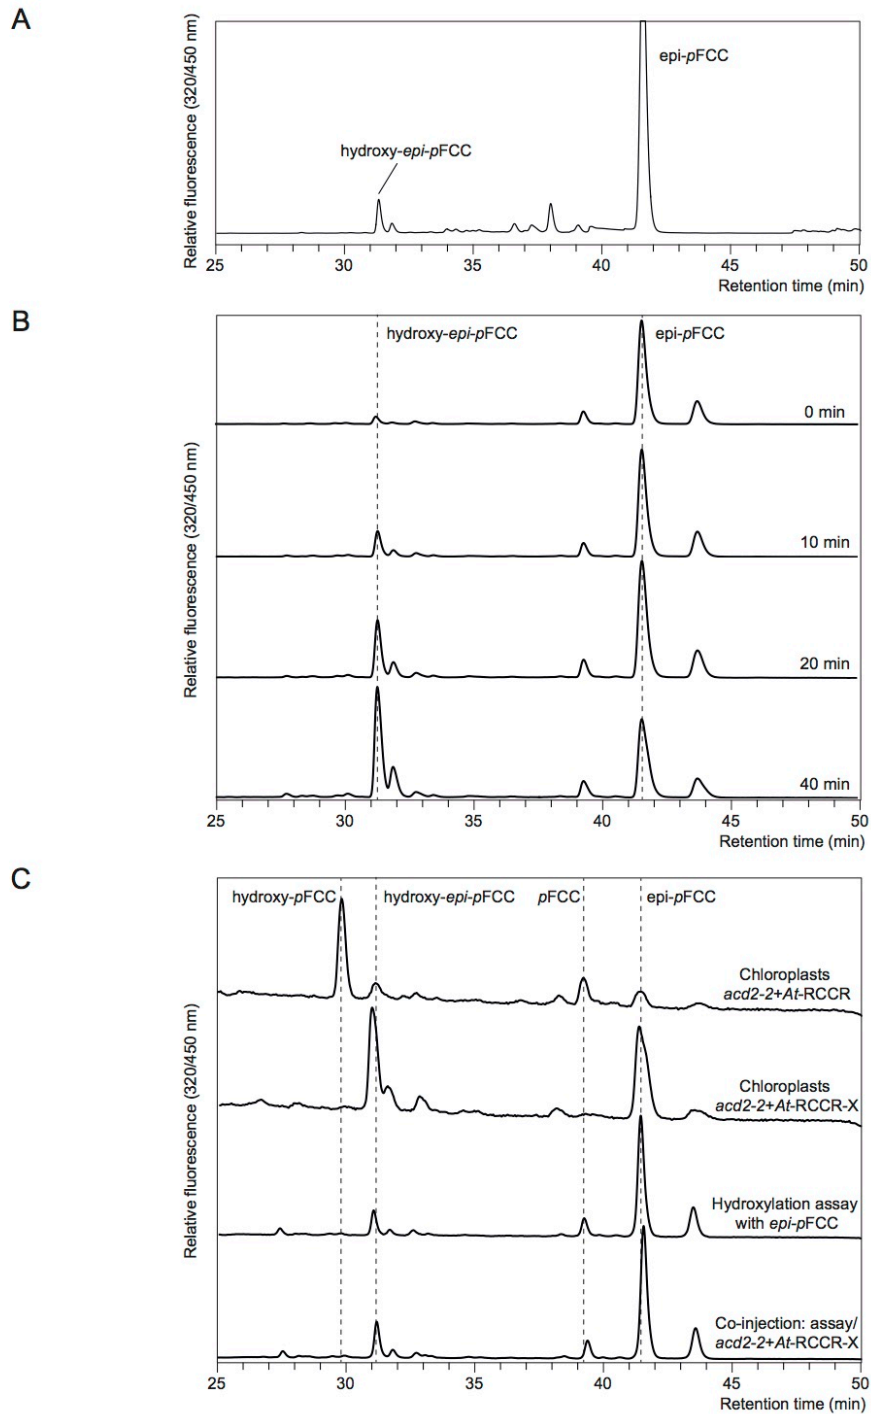 A
Relative fluorescence (320/450 nm)
epi-pFCC
hydroxy-epi-pFCC
25 30 35 40 45 50
Retention time (min)
B
Relative fluorescence (320/450 nm)
hydroxy-epi-pFCC epi-pFCC
0 min
10 min
20 min
40 min
25 30 35 40 45 50
Retention time (min)
C
Relative fluorescence (320/450 nm)
hydroxy-pFCC hydroxy-epi-pFCC pFCC epi-pFCC
Chloroplasts
acd2-2+At-RCCR
Chloroplasts
acd2-2+At-RCCR-X
Hydroxylation assay
with epi-pFCC
Co-injection: assay/
acd2-2+At-RCCR-X
25 30 35 40 45 50
Retention time (min)